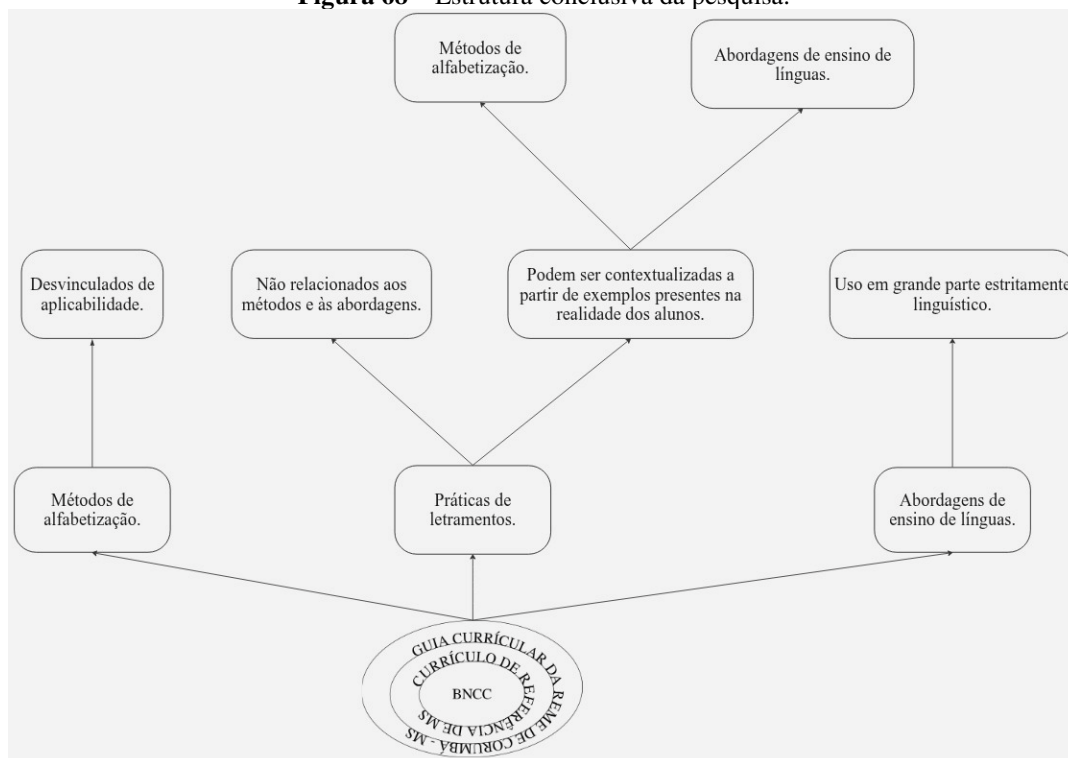 Figura 68 – Estrutura conclusiva da pesquisa.
Métodos de
alfabetização.
Abordagens de ensino de
línguas.
Desvinculados de
aplicabilidade.
Não relacionados aos
métodos e às abordagens.
Podem ser contextualizadas a
partir de exemplos presentes na
realidade dos alunos.
Uso em grande parte estritamente
linguístico.
Métodos de
alfabetização.
Práticas de
letramentos.
Abordagens de
ensino de línguas.
GUIA CURRÍCULAR DA REME DE CORUMBÁ - MS
CURRÍCULO DE REFERÊNCIA DE MS
BNCC